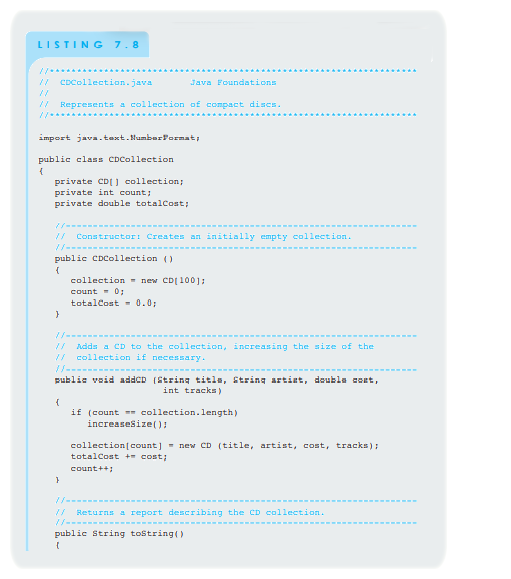 LISTING 7.8
//********************************************************************
//  CDCollection.java       Java Foundations
//
//  Represents a collection of compact discs.
//********************************************************************
import java.text.NumberFormat;
public class CDCollection
{
   private CD[] collection;
   private int count;
   private double totalCost;
   //-----------------------------------------------------------------
   //  Constructor: Creates an initially empty collection.
   //-----------------------------------------------------------------
   public CDCollection ()
   {
      collection = new CD[100];
      count = 0;
      totalCost = 0.0;
   }
   //-----------------------------------------------------------------
   //  Adds a CD to the collection, increasing the size of the
   //  collection if necessary.
   //-----------------------------------------------------------------
   public void addCD (String title, String artist, double cost,
                       int tracks)
   {
      if (count == collection.length)
         increaseSize();
      collection[count] = new CD (title, artist, cost, tracks);
      totalCost += cost;
      count++;
   }
   //-----------------------------------------------------------------
   //  Returns a report describing the CD collection.
   //-----------------------------------------------------------------
   public String toString()
   {